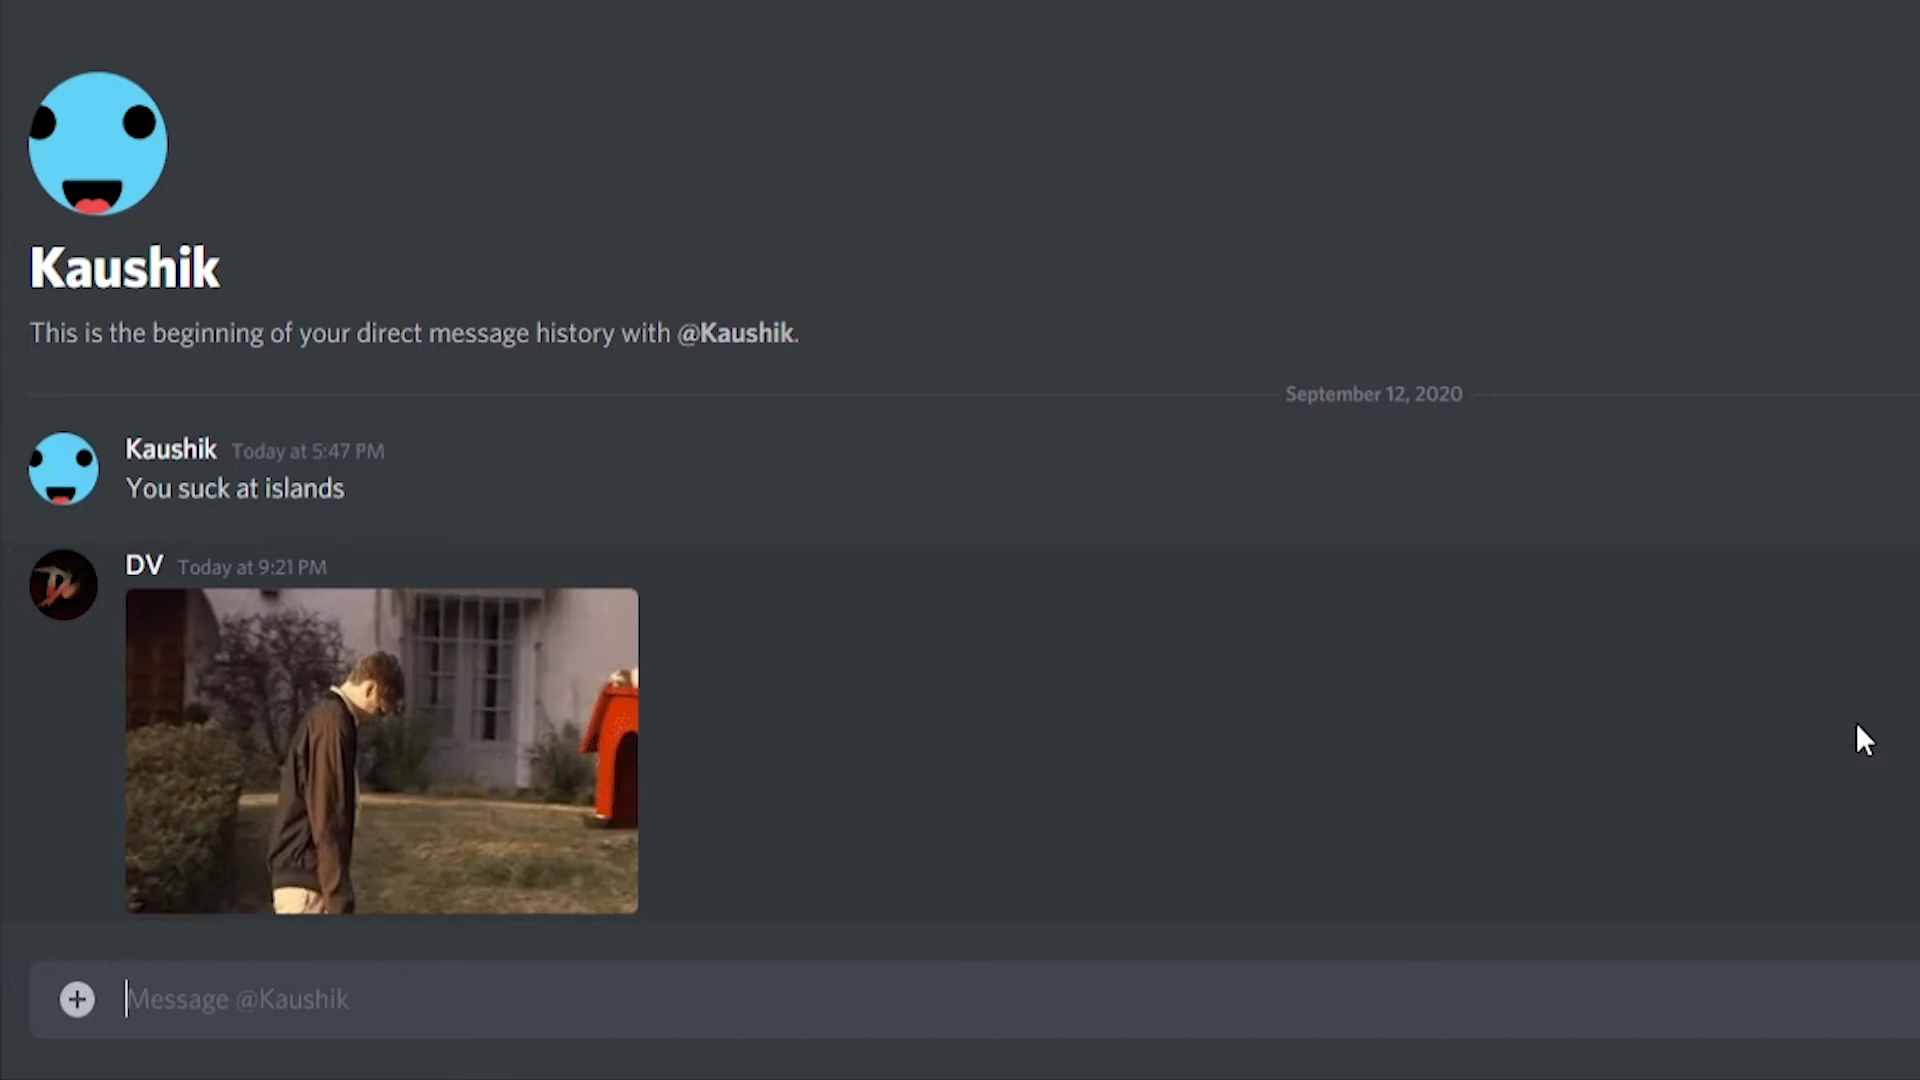 Kaushik
This is the beginning of your direct message history with @Kaushik.
September 12, 2020
Kaushik Today at 5:47 PM
You suck at islands
DV Today at 9:21 PM
Message @Kaushik